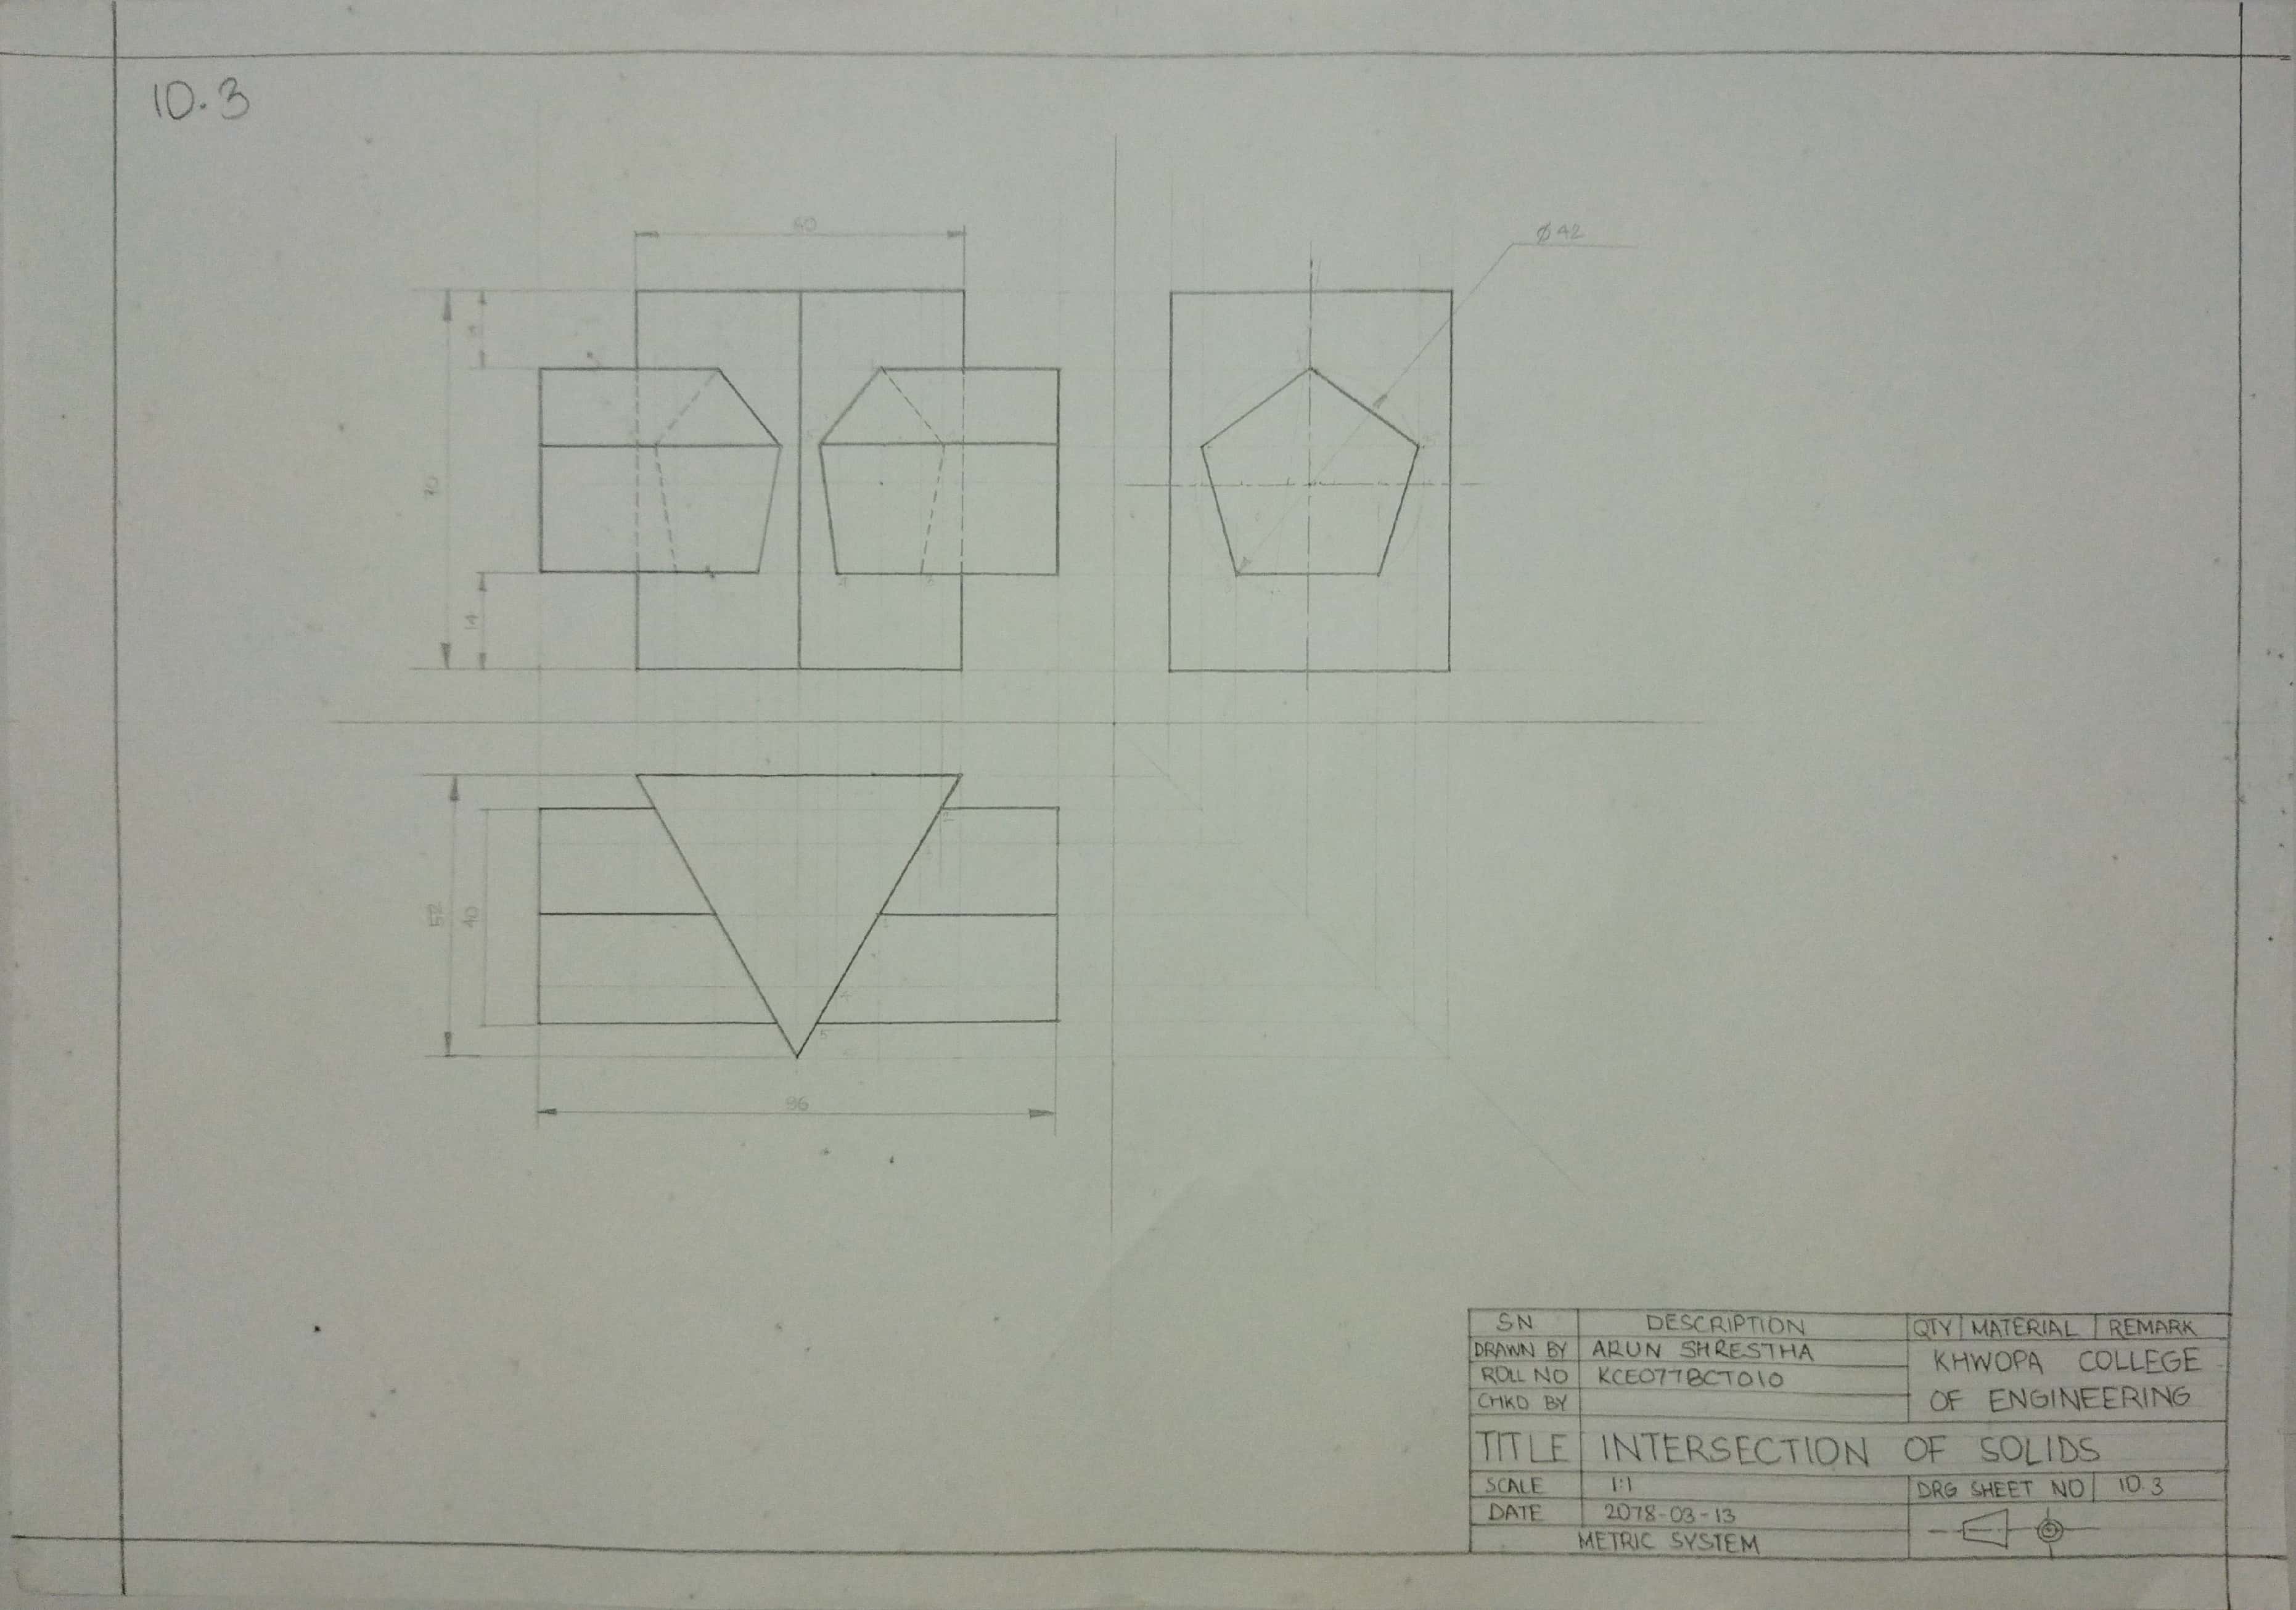 10.3
60
Ø42
70
14
52
40
96
SN DESCRIPTION QTY MATERIAL REMARK
DRAWN BY ARUN SHRESTHA
KHWOPA COLLEGE
ROLL NO KCE077BCT010
OF ENGINEERING
CHKD BY
TITLE INTERSECTION OF SOLIDS
SCALE 1:1 DRG SHEET NO 10.3
DATE 2078-03-13
METRIC SYSTEM